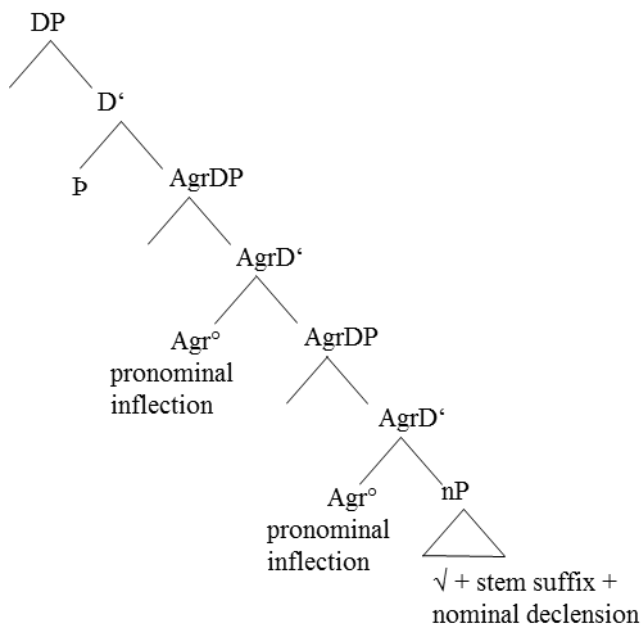 DP
D‘
Þ
AgrDP
AgrD‘
Agr°
AgrDP
pronominal
inflection
AgrD‘
Agr°
nP
pronominal
inflection
√ + stem suffix +
nominal declension